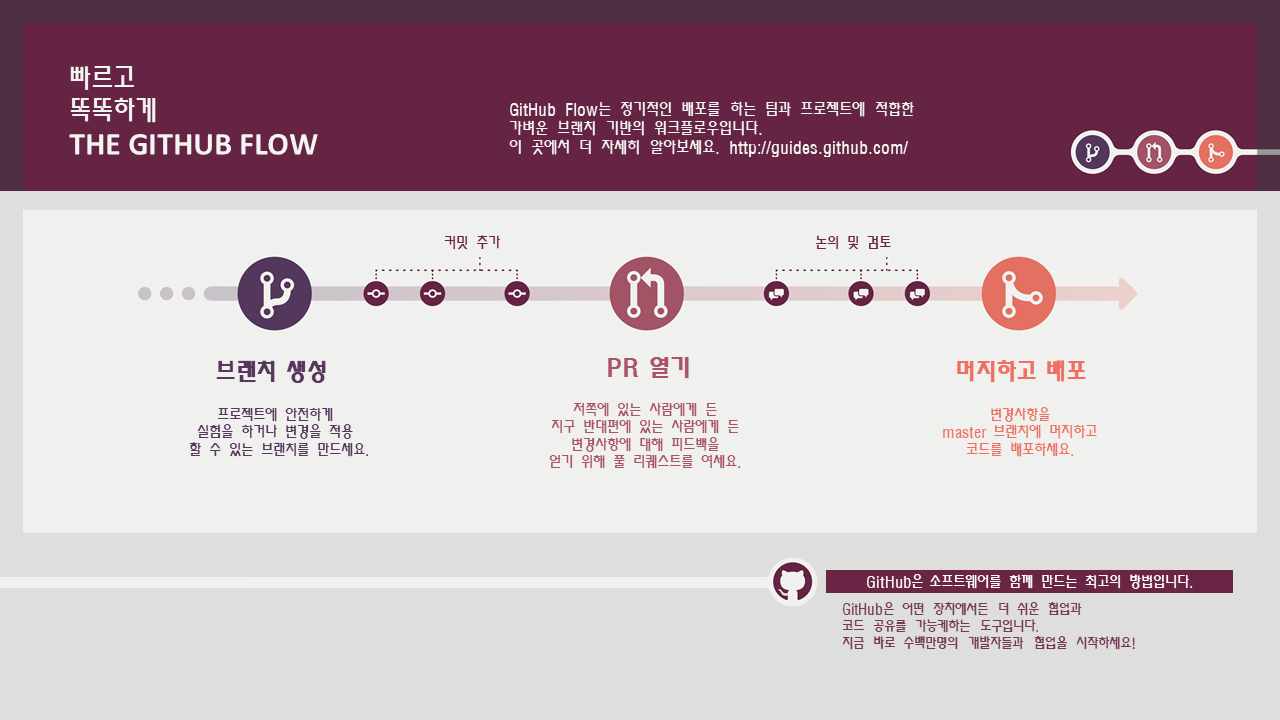 빠르고
똑똑하게
THE GITHUB FLOW
GitHub Flow는 정기적인 배포를 하는 팀과 프로젝트에 적합한
가벼운 브랜치 기반의 워크플로우입니다.
이 곳에서 더 자세히 알아보세요. http://guides.github.com/
커밋 추가
논의 및 검토
브랜치 생성
프로젝트에 안전하게
실험을 하거나 변경을 적용
할 수 있는 브랜치를 만드세요.
PR 열기
저쪽에 있는 사람에게 든
지구 반대편에 있는 사람에게 든
변경사항에 대해 피드백을
얻기 위해 풀 리퀘스트를 여세요.
머지하고 배포
변경사항을
master 브랜치에 머지하고
코드를 배포하세요.
GitHub은 소프트웨어를 함께 만드는 최고의 방법입니다.
GitHub은 어떤 장치에서든 더 쉬운 협업과
코드 공유를 가능케하는 도구입니다.
지금 바로 수백만명의 개발자들과 협업을 시작하세요!